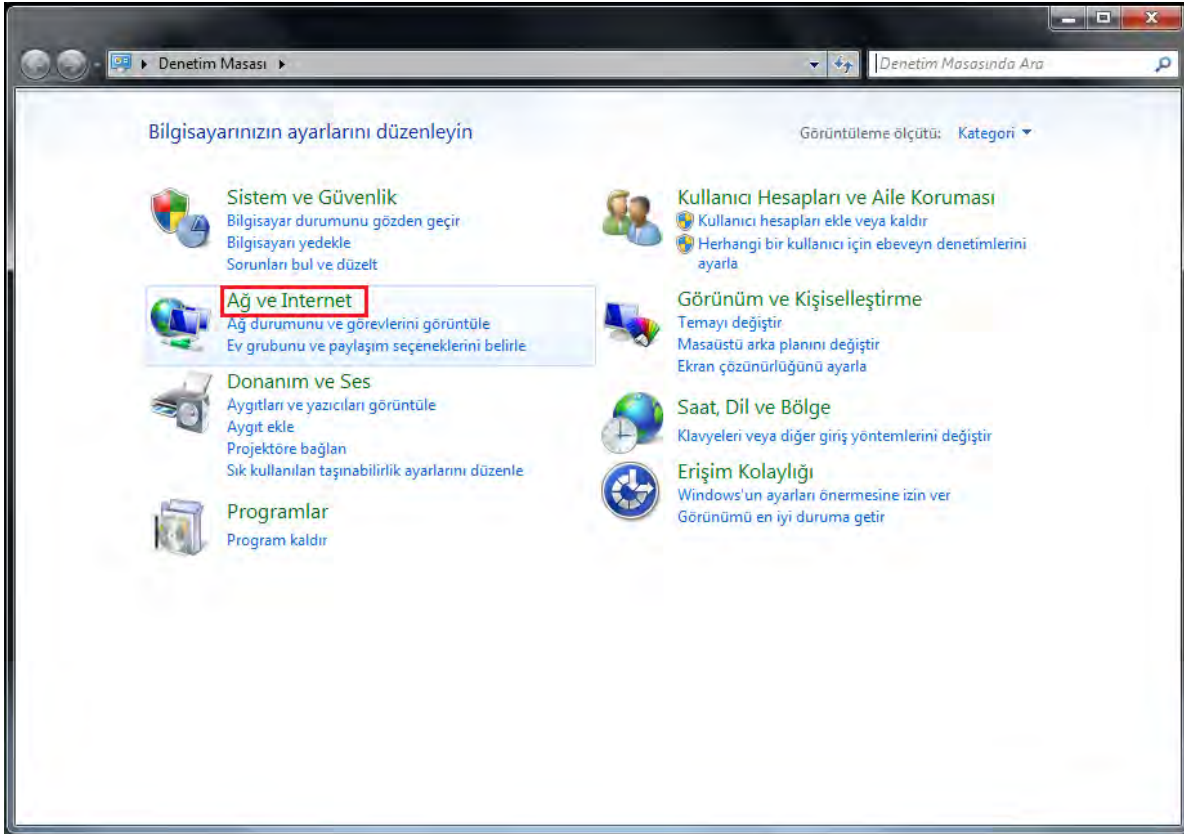 Denetim Masası
Denetim Masasında Ara
Bilgisayarınızın ayarlarını düzenleyin
Görüntüleme ölçütü: Kategori
Sistem ve Güvenlik
Bilgisayar durumunu gözden geçir
Bilgisayarı yedekle
Sorunları bul ve düzelt
Ağ ve Internet
Ağ durumunu ve görevlerini görüntüle
Ev grubunu ve paylaşım seçeneklerini belirle
Donanım ve Ses
Aygıtları ve yazıcıları görüntüle
Aygıt ekle
Projektöre bağlan
Sık kullanılan taşınabilirlik ayarlarını düzenle
Programlar
Program kaldır
Kullanıcı Hesapları ve Aile Koruması
Kullanıcı hesapları ekle veya kaldır
Herhangi bir kullanıcı için ebeveyn denetimlerini
ayarla
Görünüm ve Kişiselleştirme
Temayı değiştir
Masaüstü arka planını değiştir
Ekran çözünürlüğünü ayarla
Saat, Dil ve Bölge
Klavyeleri veya diğer giriş yöntemlerini değiştir
Erişim Kolaylığı
Windows'un ayarları önermesine izin ver
Görünümü en iyi duruma getir